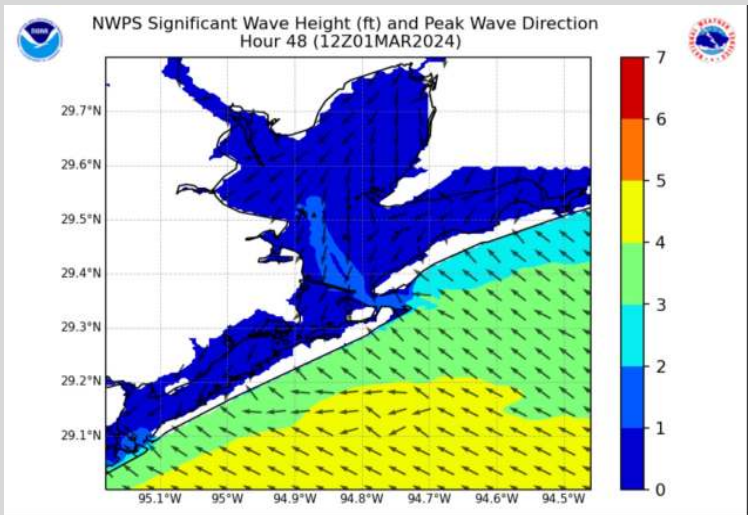 NWPS Significant Wave Height (ft) and Peak Wave Direction
Hour 48 (12Z01MAR2024)
NOAA
7
6
5
4
3
2
1
0
29.7°N
29.6°N
29.5°N
29.4°N
29.3°N
29.2°N
29.1°N
95.1°W 95°W 94.9°W 94.8°W 94.7°W 94.6°W 94.5°W